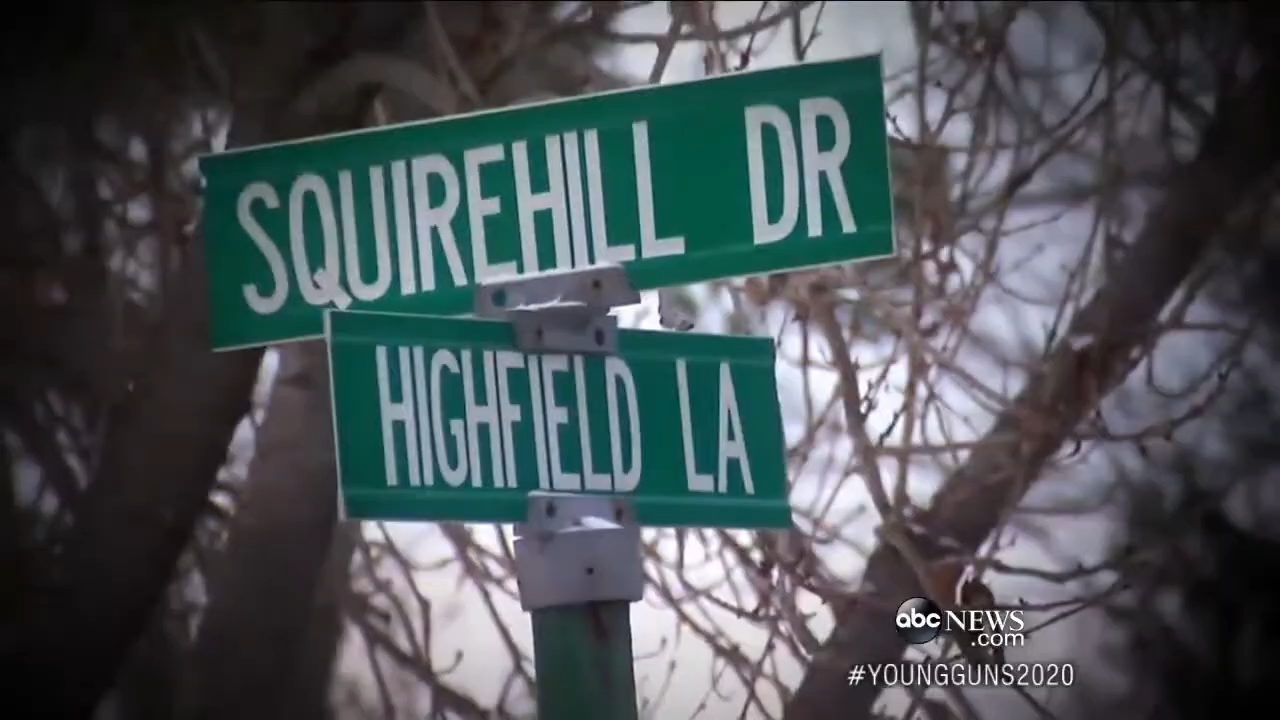 SQUIREHILL DR
HIGHFIELD LA
abc NEWS
.com
#YOUNGGUNS2020